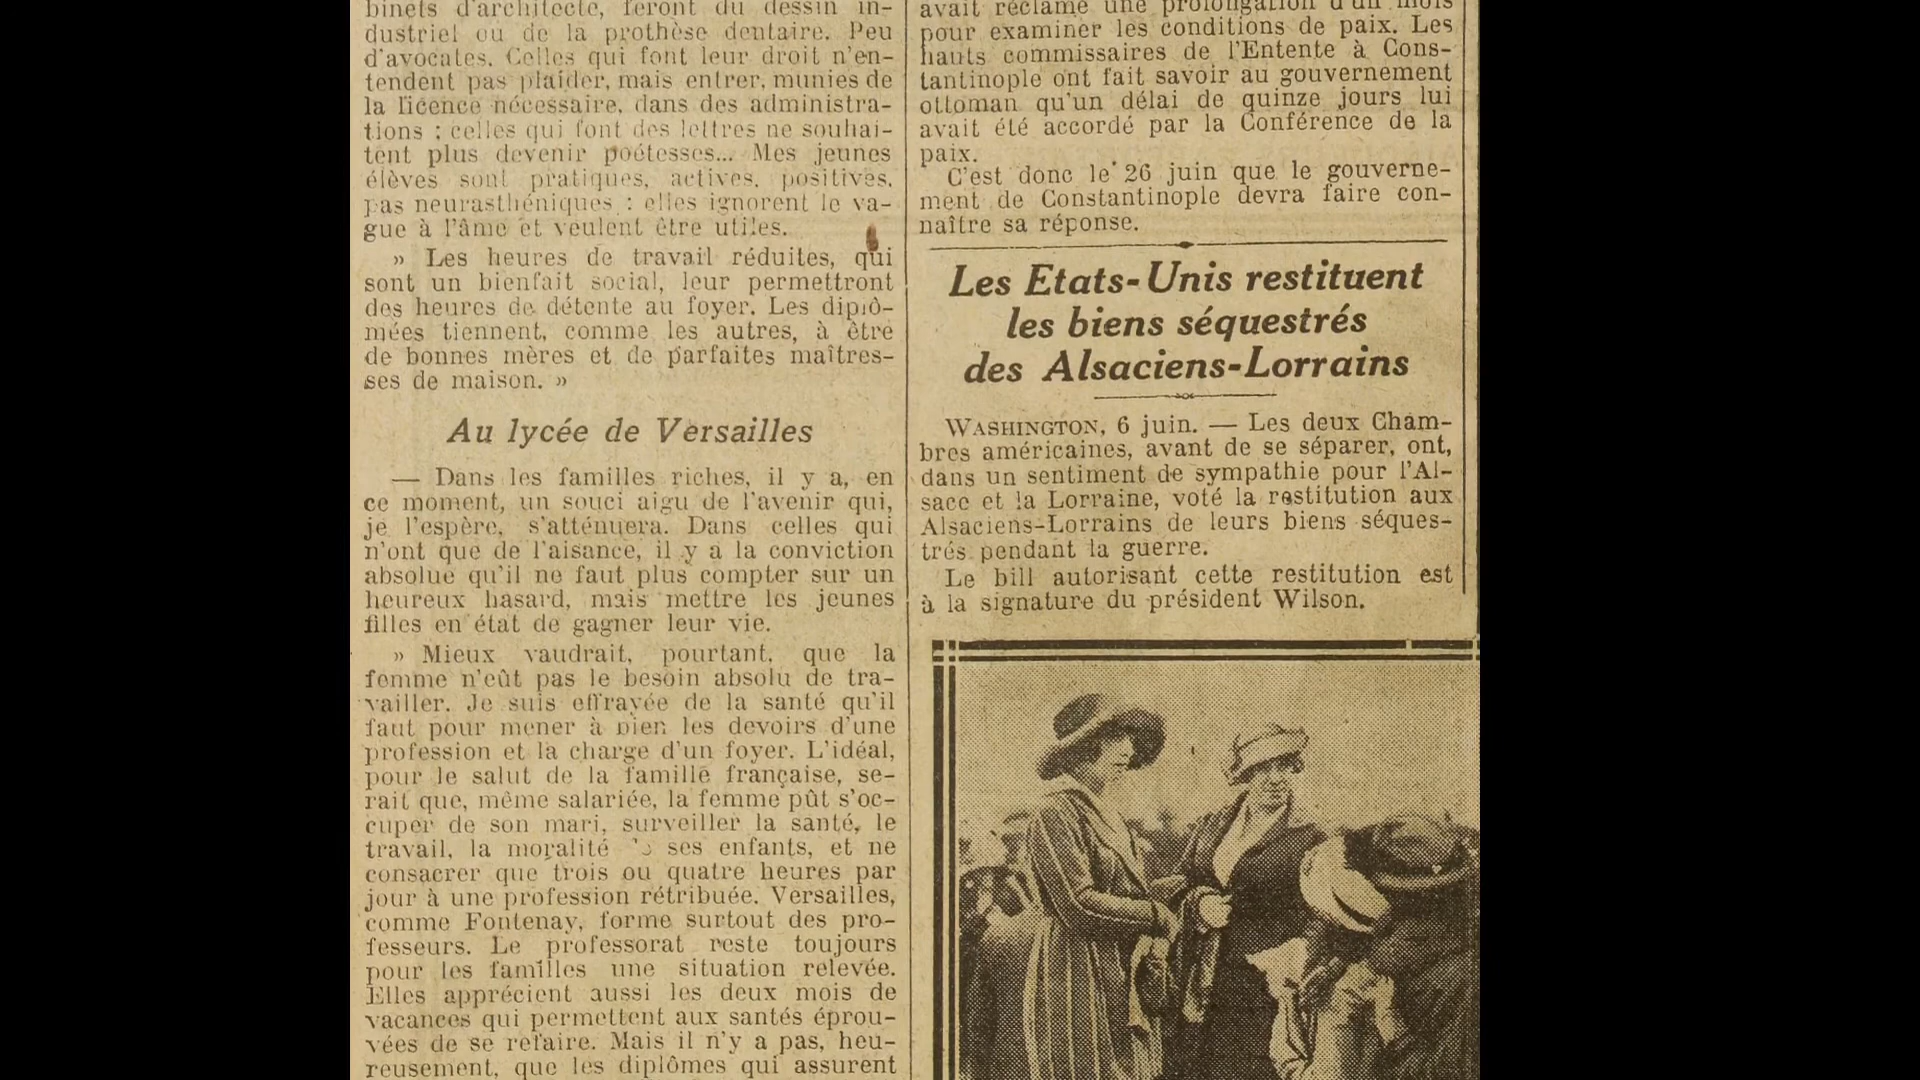 binets d'architecte, feront du dessin in-
dustriel ou de la prothèse dentaire. Peu
d'avocates. Celles qui font leur droit n'en-
tendent pas plaider, mais entrer, munies de
la licence nécessaire, dans des administra-
tions ; celles qui font des lettres ne souhai-
tent plus devenir poétesses... Mes jeunes
élèves sont pratiques, actives, positives,
pas neurasthéniques : elles ignorent le va-
gue à l'âme et veulent être utiles.
» Les heures de travail réduites, qui
sont un bienfait social, leur permettront
des heures de détente au foyer. Les diplô-
mées tiennent, comme les autres, à être
de bonnes mères et de parfaites maîtres-
ses de maison. »
Au lycée de Versailles
— Dans les familles riches, il y a, en
ce moment, un souci aigu de l'avenir qui,
je l'espère, s'atténuera. Dans celles qui
n'ont que de l'aisance, il y a la conviction
absolue qu'il ne faut plus compter sur un
heureux hasard, mais mettre les jeunes
filles en état de gagner leur vie.
» Mieux vaudrait, pourtant, que la
femme n'eût pas le besoin absolu de tra-
vailler. Je suis effrayée de la santé qu'il
faut pour mener à bien les devoirs d'une
profession et la charge d'un foyer. L'idéal,
pour le salut de la famille française, se-
rait que, même salariée, la femme pût s'oc-
cuper de son mari, surveiller la santé, le
travail, la moralité ses enfants, et ne
consacrer que trois ou quatre heures par
jour à une profession rétribuée. Versailles,
comme Fontenay, forme surtout des pro-
fesseurs. Le professorat reste toujours
pour les familles une situation relevée.
Elles apprécient aussi les deux mois de
vacances qui permettent aux santés éprou-
vées de se refaire. Mais il n'y a pas, heu-
reusement, que les diplômes qui assurent
avait réclamé une prolongation d'un mois
pour examiner les conditions de paix. Les
hauts commissaires de l'Entente à Cons-
tantinople ont fait savoir au gouvernement
ottoman qu'un délai de quinze jours lui
avait été accordé par la Conférence de la
paix.
C'est donc le 26 juin que le gouverne-
ment de Constantinople devra faire con-
naître sa réponse.
Les Etats-Unis restituent
les biens séquestrés
des Alsaciens-Lorrains
WASHINGTON, 6 juin. — Les deux Cham-
bres américaines, avant de se séparer, ont,
dans un sentiment de sympathie pour l'Al-
sace et la Lorraine, voté la restitution aux
Alsaciens-Lorrains de leurs biens séques-
trés pendant la guerre.
Le bill autorisant cette restitution est
à la signature du président Wilson.